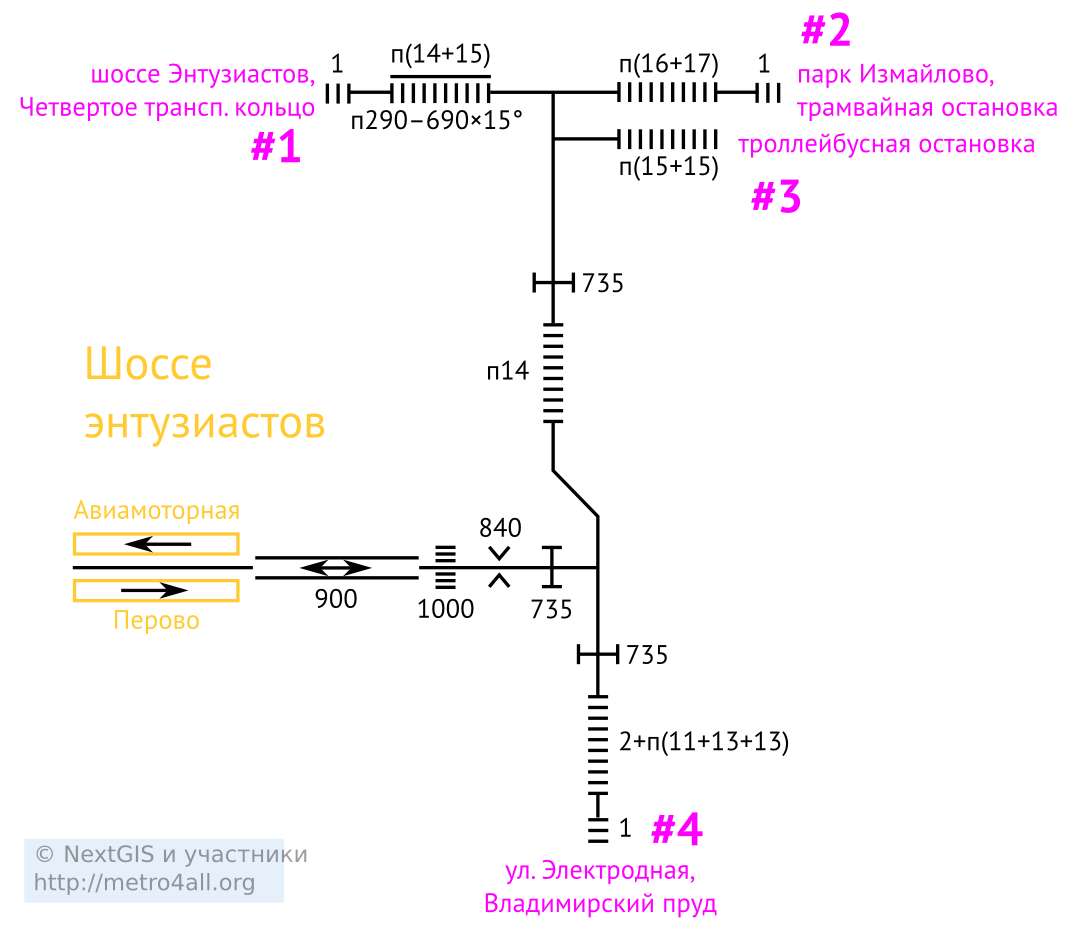 #2
1
п(14+15)
п(16+17)
1
шоссе Энтузиастов,
Четвертое трансп. кольцо
парк Измайлово,
трамвайная остановка
п290–690×15°
#1
троллейбусная остановка
п(15+15)
#3
735
п14
Шоссе
энтузиастов
Авиамоторная
840
900
1000
735
Перово
735
2+п(11+13+13)
1
#4
ул. Электродная,
Владимирский пруд
© NextGIS и участники
http://metro4all.org